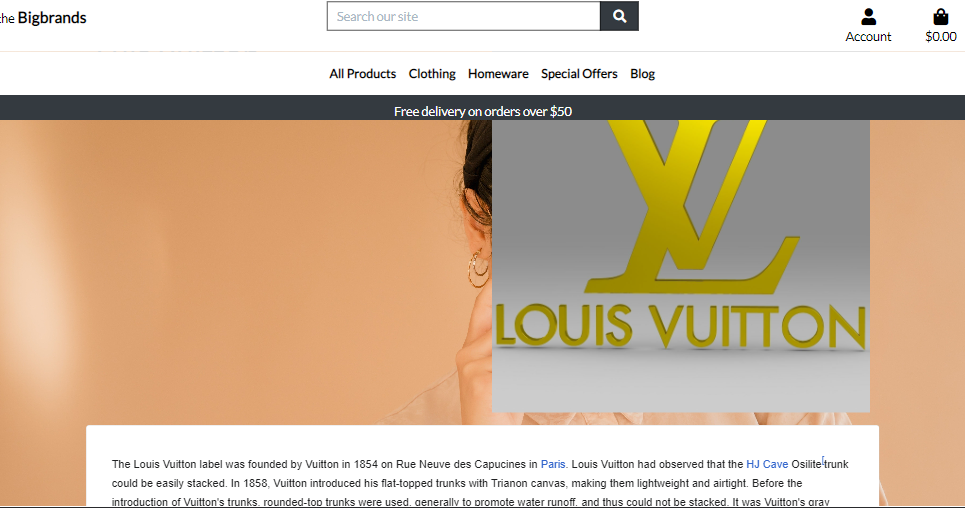 the Bigbrands
Search our site
Account
$0.00
All Products Clothing Homeware Special Offers Blog
Free delivery on orders over $50
LOUIS VUITTON
The Louis Vuitton label was founded by Vuitton in 1854 on Rue Neuve des Capucines in Paris. Louis Vuitton had observed that the HJ Cave Osilite[trunk
could be easily stacked. In 1858, Vuitton introduced his flat-topped trunks with Trianon canvas, making them lightweight and airtight. Before the
introduction of Vuitton's trunks, rounded-top trunks were used, generally to promote water runoff, and thus could not be stacked. It was Vuitton's gray